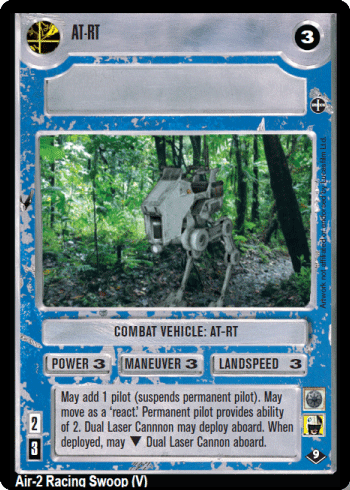 AT-RT
3
COMBAT VEHICLE: AT-RT
POWER 3 MANEUVER 3 LANDSPEED 3
May add 1 pilot (suspends permanent pilot). May
move as a 'react.' Permanent pilot provides ability
of 2. Dual Laser Cannnon may deploy aboard. When
deployed, may ▼ Dual Laser Cannon aboard.
2
3
9
Air-2 Racing Swoop (V)